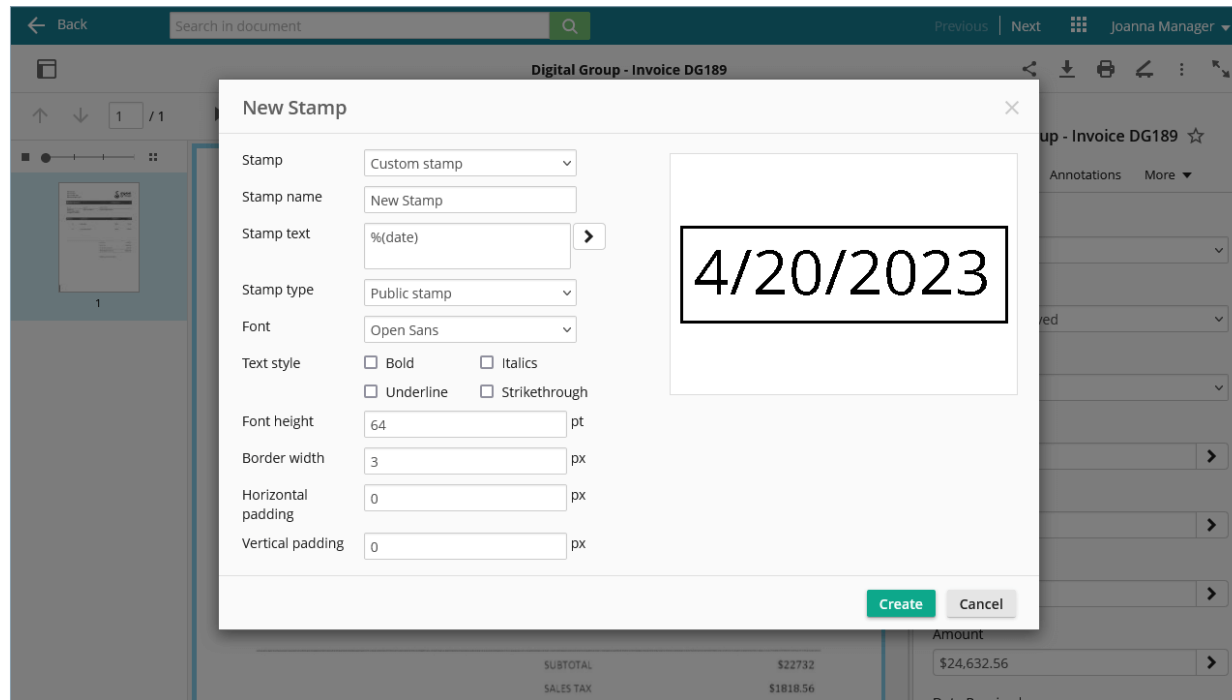 Back
Search in document
Previous
Next
Joanna Manager
Digital Group - Invoice DG189
1 / 1
1
New Stamp
Stamp
Custom stamp
Stamp name
New Stamp
Stamp text
%(date)
Stamp type
Public stamp
Font
Open Sans
Text style
Bold
Italics
Underline
Strikethrough
Font height
64
pt
Border width
3
px
Horizontal
padding
0
px
Vertical padding
0
px
4/20/2023
Create
Cancel
up - Invoice DG189
Annotations
More
ved
Amount
$24,632.56
SUBTOTAL
$22732
SALES TAX
$1818.56